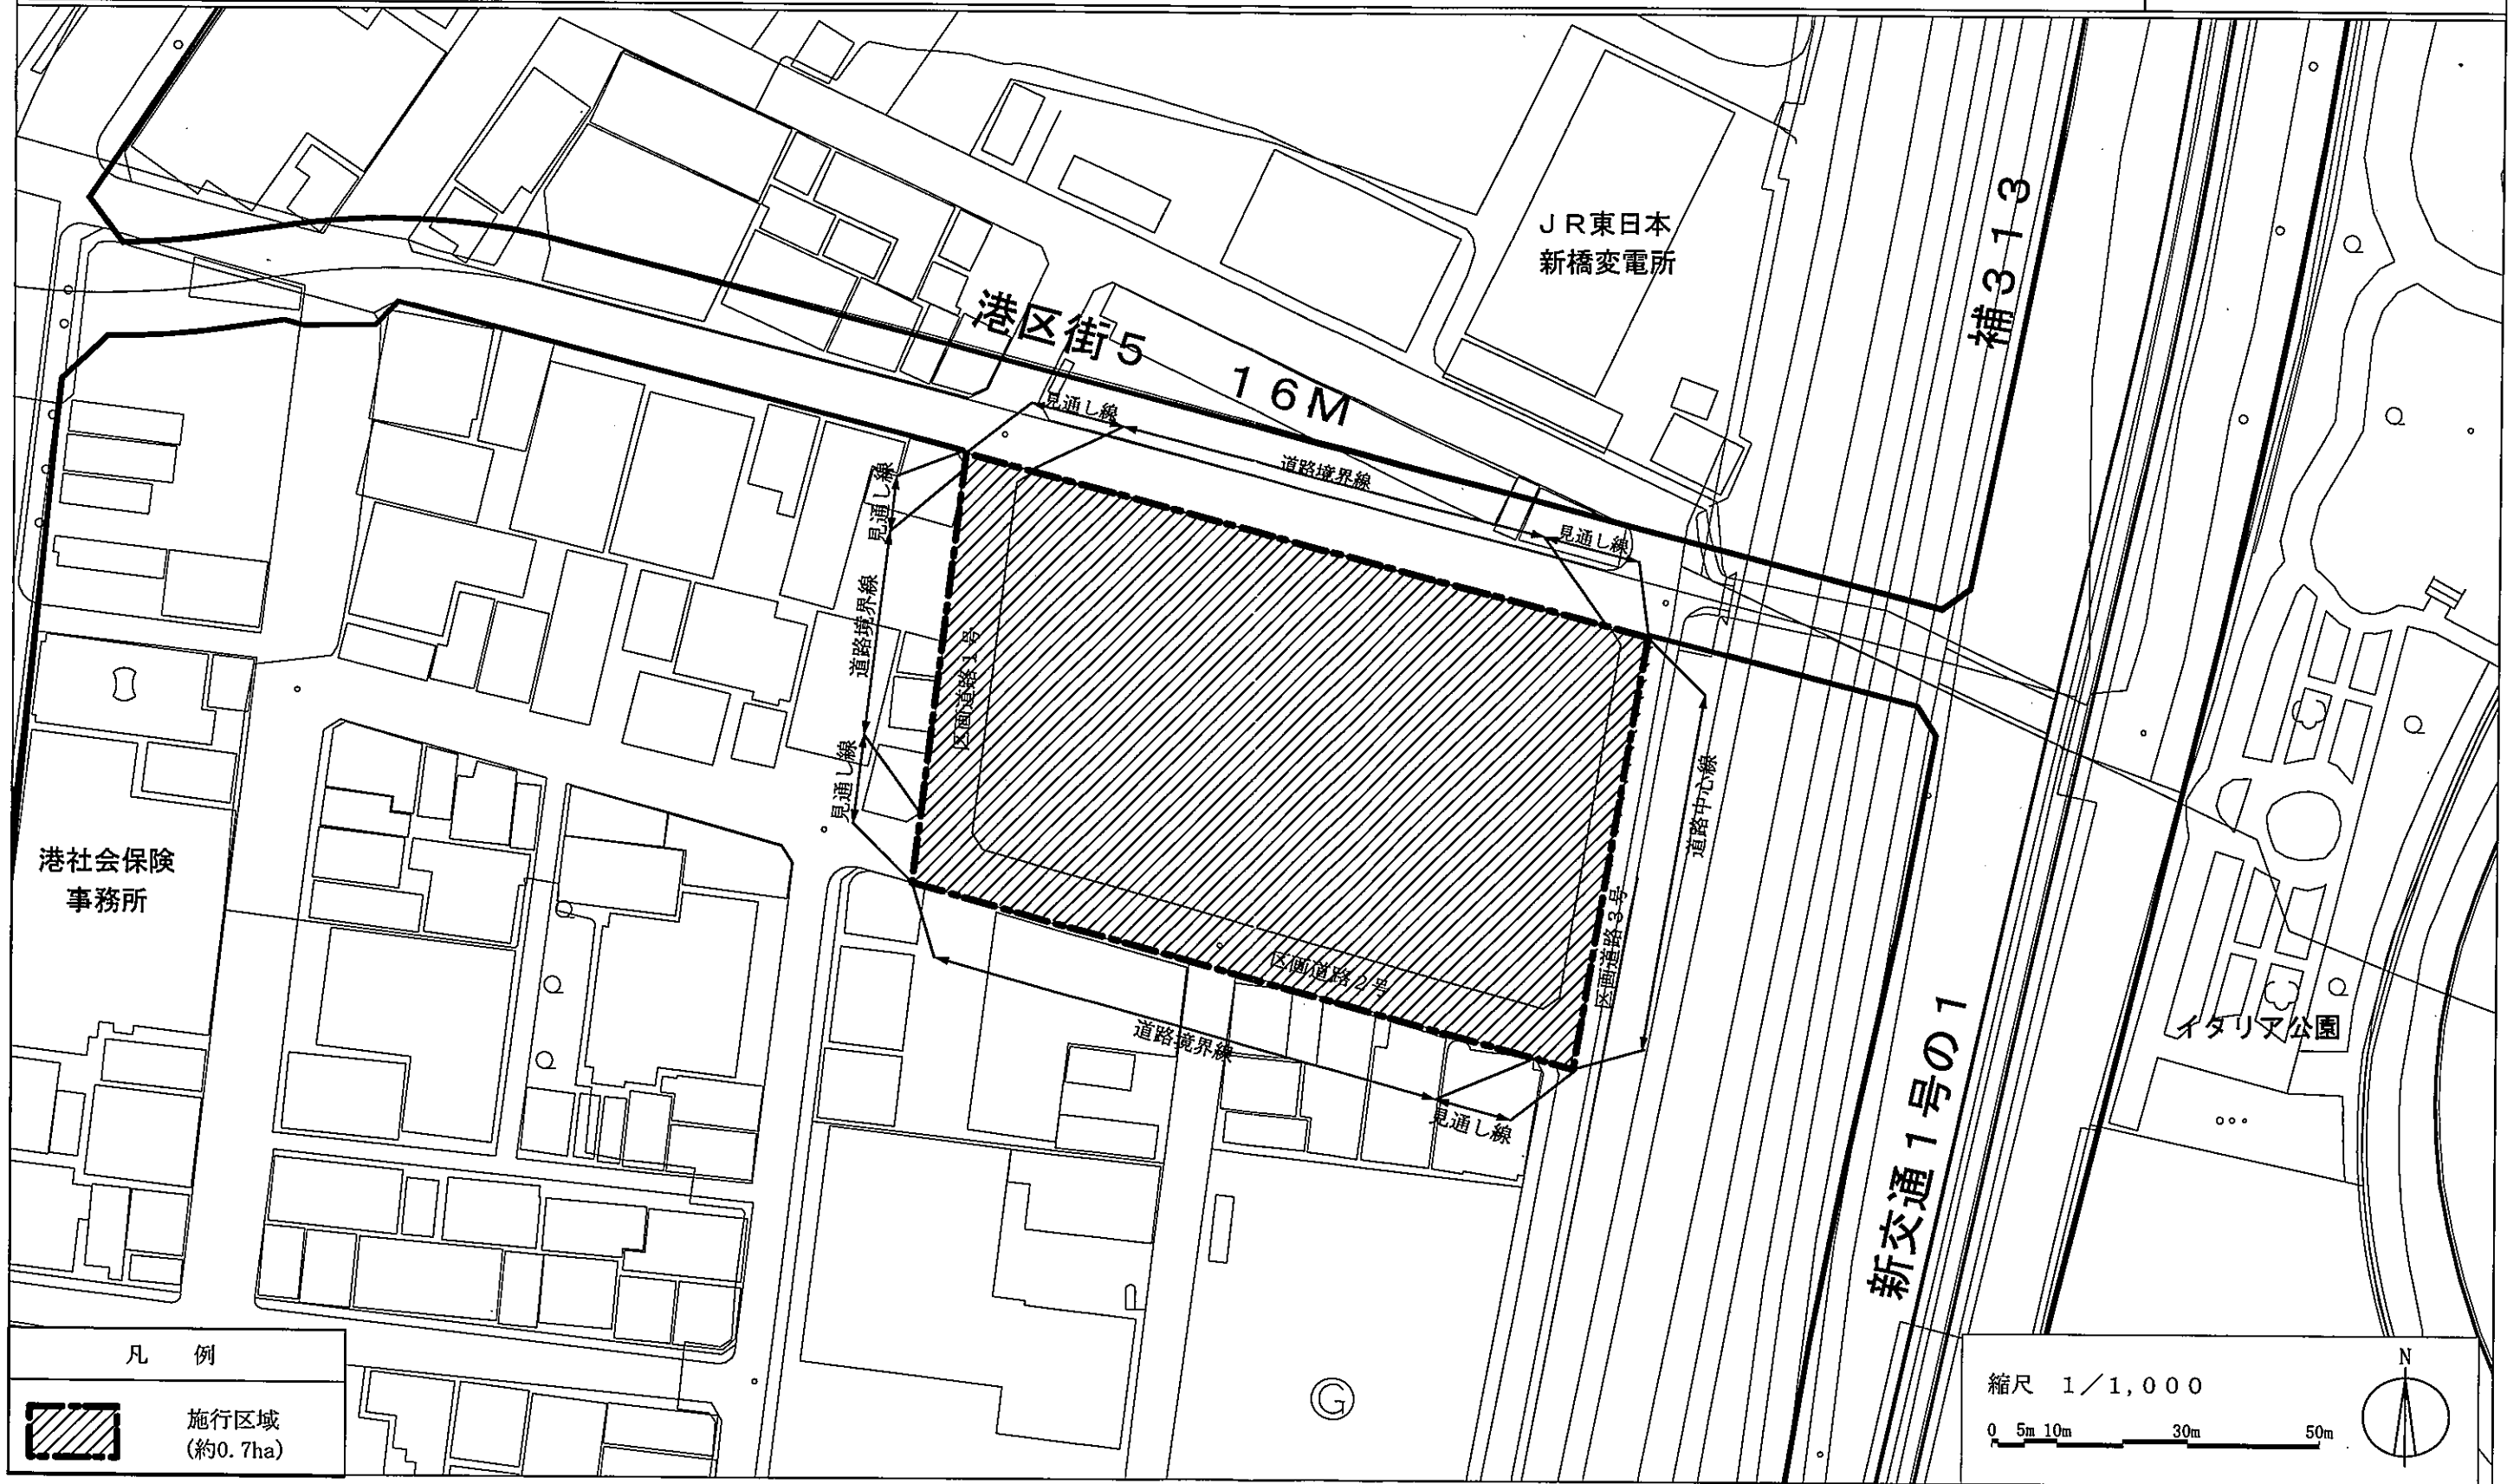 ＪＲ東日本
新橋変電所
補３１３
港区街５　１６Ｍ
見通し線
道路境界線
見通し線
見通し線
道路境界線
見通し線
区画道路１号
道路中心線
区画道路３号
区画道路２号
道路境界線
見通し線
港社会保険
事務所
新交通１号の１
イタリア公園
G
凡　例
施行区域
(約0.7ha)
縮尺　１／１,０００
0 5m 10m 30m 50m
N